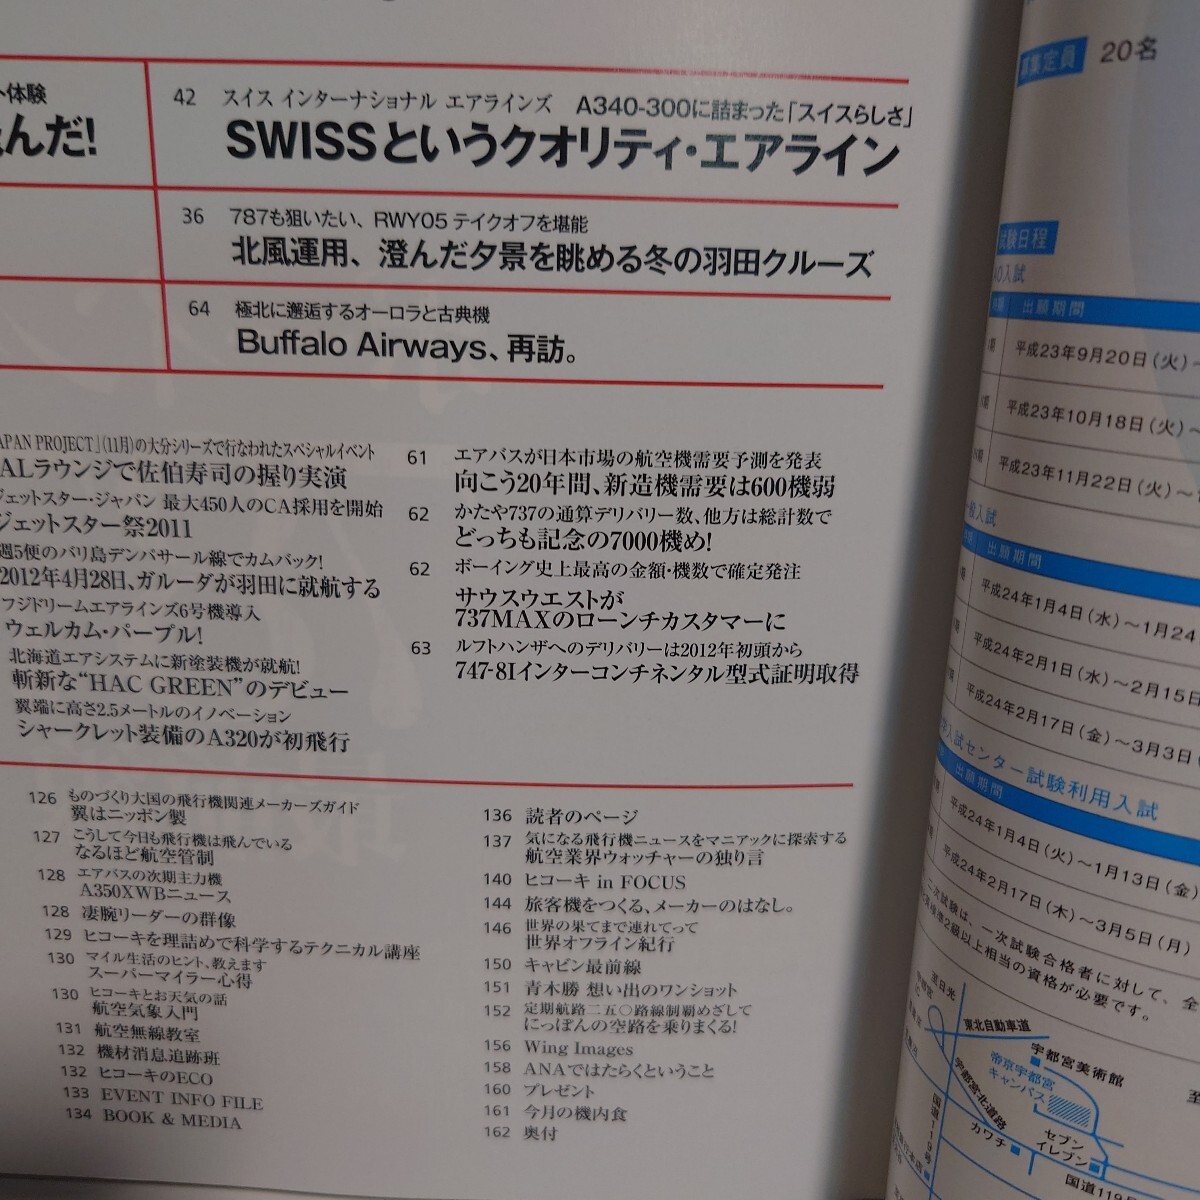 ト体験
んだ!
42 スイス インターナショナル エアラインズ A340-300に詰まった「スイスらしさ」
SWISSというクオリティ・エアライン
36 787も狙いたい、RWY05 テイクオフを堪能
北風運用、澄んだ夕景を眺める冬の羽田クルーズ
64 極北に邂逅するオーロラと古典機
Buffalo Airways、再訪。
APAN PROJECT」(11月)の大分シリーズで行なわれたスペシャルイベント
ALラウンジで佐伯寿司の握り実演
ジェットスター・ジャパン 最大450人のCA採用を開始
ジェットスター祭2011
週5便のバリ島デンパサール線でカムバック!
2012年4月28日、ガルーダが羽田に就航する
フジドリームエアラインズ6号機導入
ウェルカム・パープル!
北海道エアシステムに新塗装機が就航!
斬新な“HAC GREEN”のデビュー
翼端に高さ2.5メートルのイノベーション
シャークレット装備のA320が初飛行
61 エアバスが日本市場の航空機需要予測を発表
向こう20年間、新造機需要は600機弱
62 かたや737の通算デリバリー数、他方は総計数で
どっちも記念の7000機め!
62 ボーイング史上最高の金額・機数で確定発注
サウスウエストが
737MAXのローンチカスタマーに
63 ルフトハンザへのデリバリーは2012年初頭から
747-8Iインターコンチネンタル型式証明取得
126 ものづくり大国の飛行機関連メーカーズガイド
翼はニッポン製
127 こうして今日も飛行機は飛んでいる
なるほど航空管制
128 エアバスの次期主力機
A350XWBニュース
128 凄腕リーダーの群像
129 ヒコーキを理詰めで科学するテクニカル講座
130 マイル生活のヒント、教えます
スーパーマイラー心得
130 ヒコーキとお天気の話
航空気象入門
131 航空無線教室
132 機材消息追跡班
132 ヒコーキのECO
133 EVENT INFO FILE
134 BOOK & MEDIA
136 読者のページ
137 気になる飛行機ニュースをマニアックに探索する
航空業界ウォッチャーの独り言
140 ヒコーキ in FOCUS
144 旅客機をつくる、メーカーのはなし。
146 世界の果てまで連れてって
世界オフライン紀行
150 キャビン最前線
151 青木勝 想い出のワンショット
152 定期航路二五〇路線制覇めざして
にっぽんの空路を乗りまくる!
156 Wing Images
158 ANAではたらくということ
160 プレゼント
161 今月の機内食
162 奥付
募集定員 20名
試験日程
AO入試
出願期間
平成23年9月20日(火)〜
平成23年10月18日(火)〜
平成23年11月22日(火)〜
一般入試
出願期間
平成24年1月4日(水)〜1月24
平成24年2月1日(水)〜2月15日
平成24年2月17日(金)〜3月3日(
入試センター試験利用入試
出願期間
平成24年1月4日(火)〜1月13日(金)
平成24年2月17日(木)〜3月5日(月)
二次試験は、一次試験合格者に対して、全
準2級以上相当の資格が必要です。
至日光
東北自動車道
宇都宮美術館
帝京宇都宮
キャンパス
宇都宮北道路
国道119号
カワチ
セブン
イレブン
国道119
至